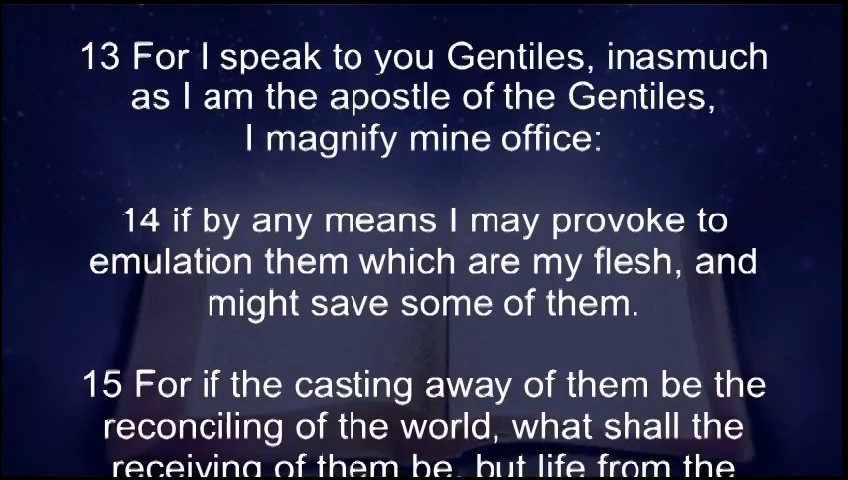 13 For I speak to you Gentiles, inasmuch
as I am the apostle of the Gentiles,
I magnify mine office:
14 if by any means I may provoke to
emulation them which are my flesh, and
might save some of them.
15 For if the casting away of them be the
reconciling of the world, what shall the
receiving of them be, but life from the